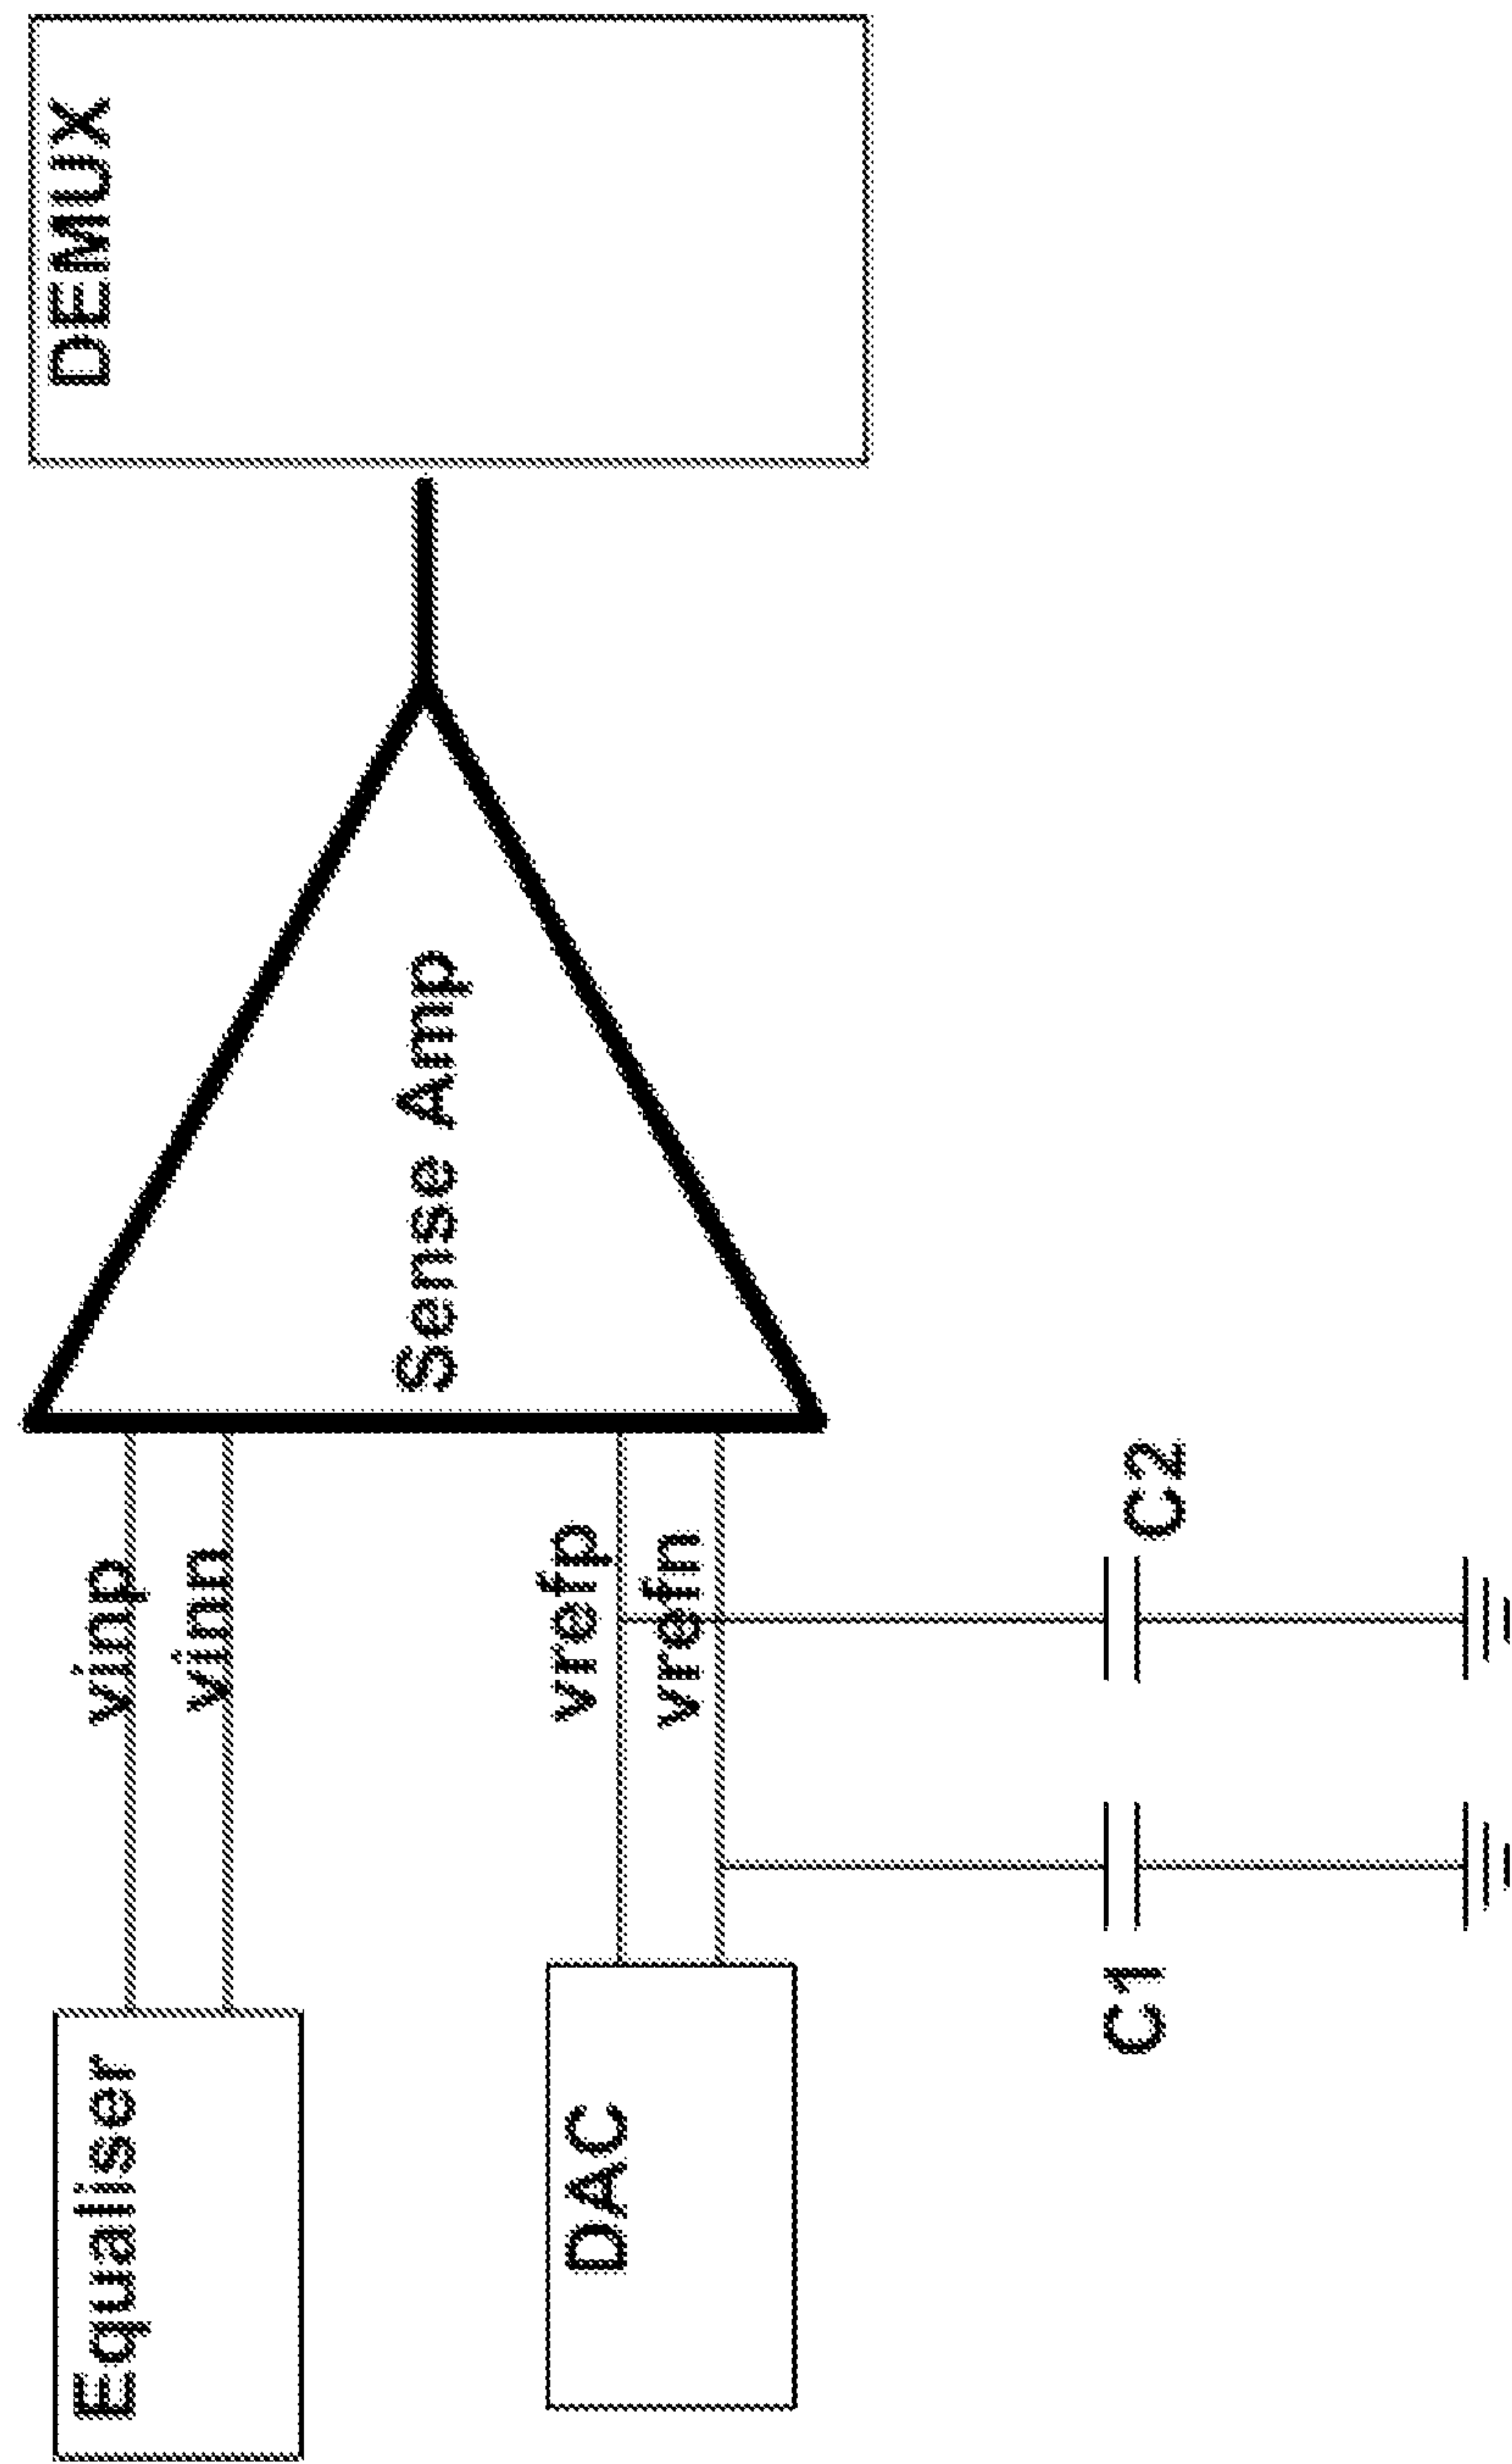 Equaliser
vinp
vinn
Sense Amp
DEMUX
DAC
vrefp
vrefn
C1
C2